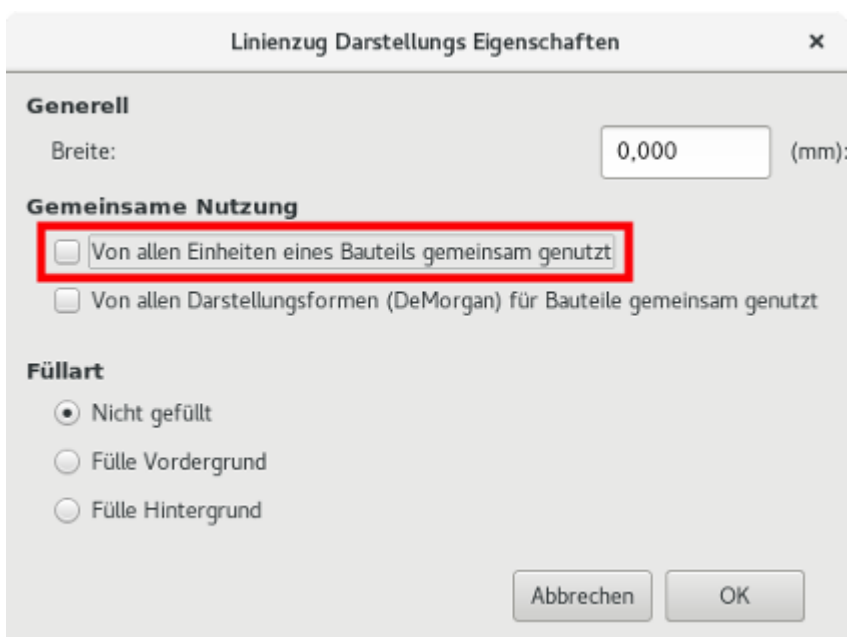 Linienzug Darstellungs Eigenschaften
Generell
Breite: 0,000 (mm):
Gemeinsame Nutzung
Von allen Einheiten eines Bauteils gemeinsam genutzt
Von allen Darstellungsformen (DeMorgan) für Bauteile gemeinsam genutzt
Füllart
Nicht gefüllt
Fülle Vordergrund
Fülle Hintergrund
Abbrechen OK